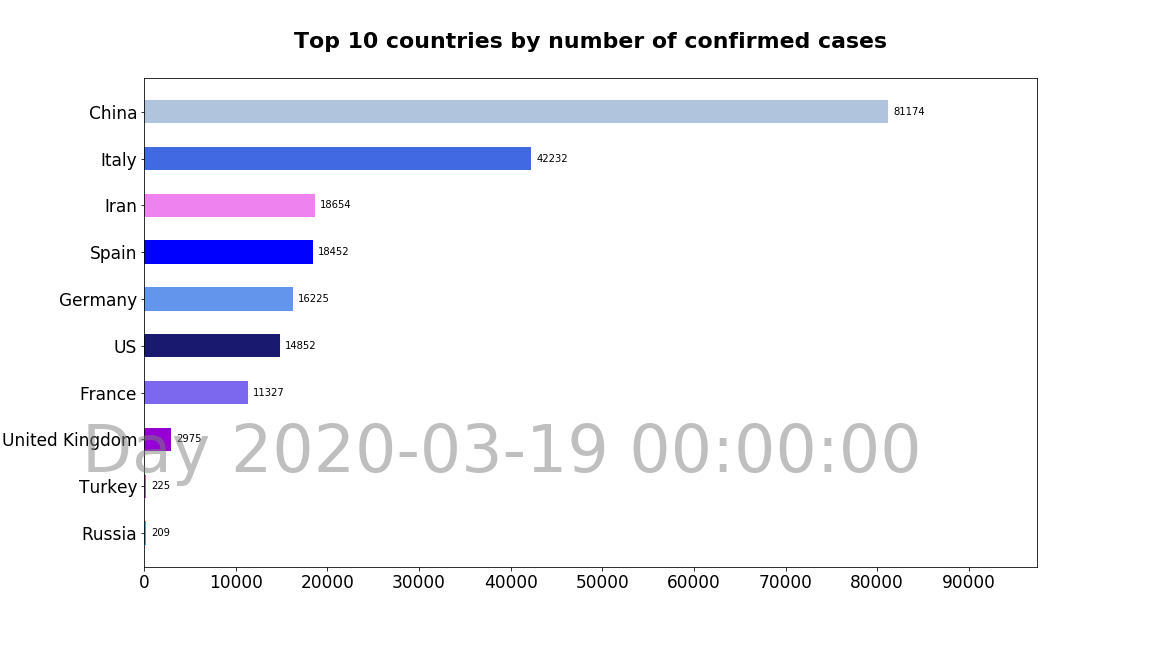 Top 10 countries by number of confirmed cases
China 81174
Italy 42232
Iran 18654
Spain 18452
Germany 16225
US 14852
France 11327
United Kingdom 2975
Day 2020-03-19 00:00:00
Turkey 225
Russia 209
0 10000 20000 30000 40000 50000 60000 70000 80000 90000